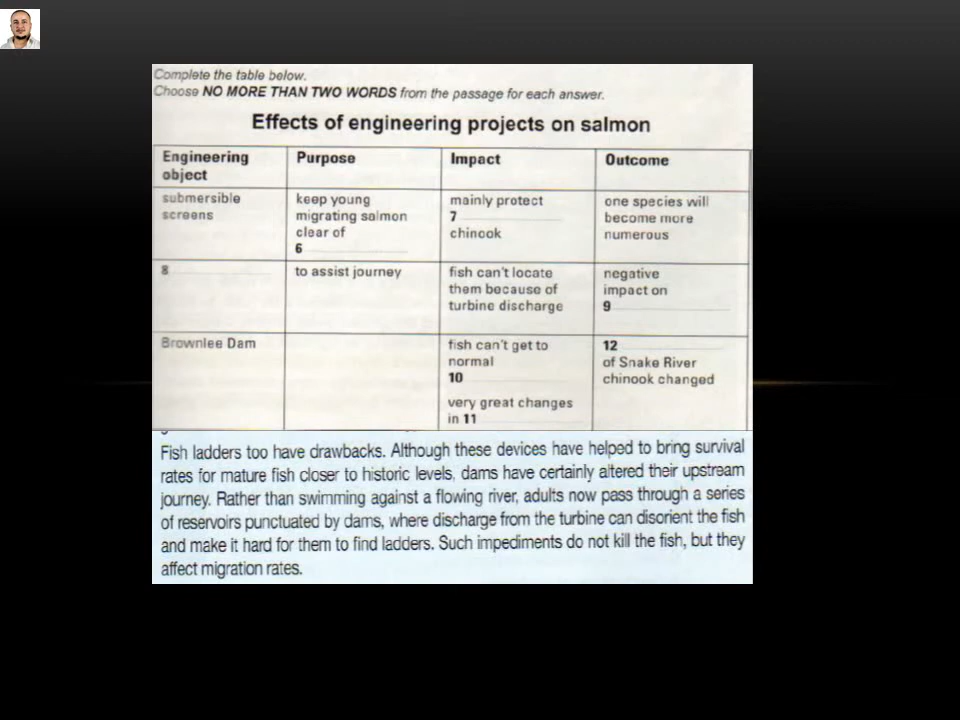 Complete the table below.
Choose NO MORE THAN TWO WORDS from the passage for each answer.
Effects of engineering projects on salmon
Engineering object
Purpose
Impact
Outcome
submersible
screens
keep young
migrating salmon
clear of
6
mainly protect
7
chinook
one species will
become more
numerous
8
to assist journey
fish can't locate
them because of
turbine discharge
negative
impact on
9
Brownlee Dam
fish can't get to
normal
10
very great changes
in 11
12
of Snake River
chinook changed
Fish ladders too have drawbacks. Although these devices have helped to bring survival
rates for mature fish closer to historic levels, dams have certainly altered their upstream
journey. Rather than swimming against a flowing river, adults now pass through a series
of reservoirs punctuated by dams, where discharge from the turbine can disorient the fish
and make it hard for them to find ladders. Such impediments do not kill the fish, but they
affect migration rates.